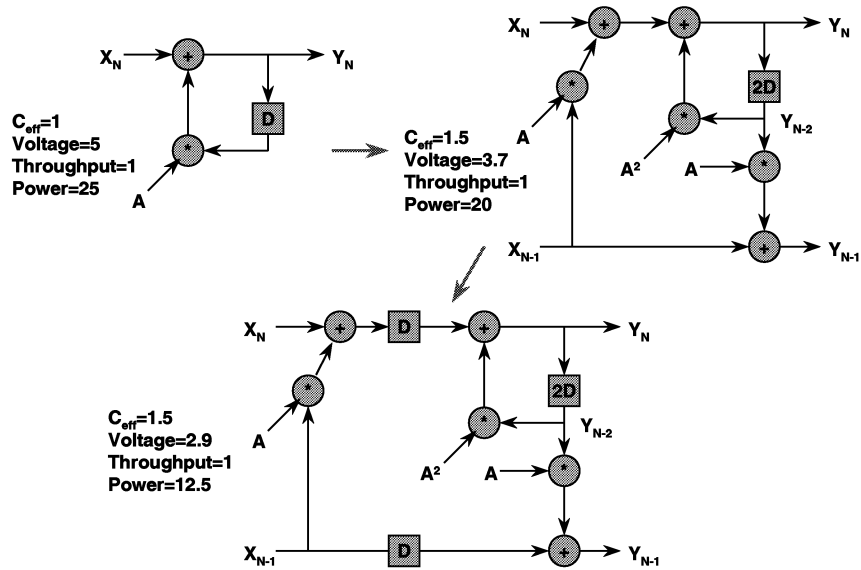 X_N + Y_N
D
*
A
C_eff=1
Voltage=5
Throughput=1
Power=25
X_N + + Y_N
* 2D
A
* Y_N-2
A² A *
X_N-1 + Y_N-1
C_eff=1.5
Voltage=3.7
Throughput=1
Power=20
X_N + D + Y_N
* 2D
A
* Y_N-2
A² A *
X_N-1 D + Y_N-1
C_eff=1.5
Voltage=2.9
Throughput=1
Power=12.5